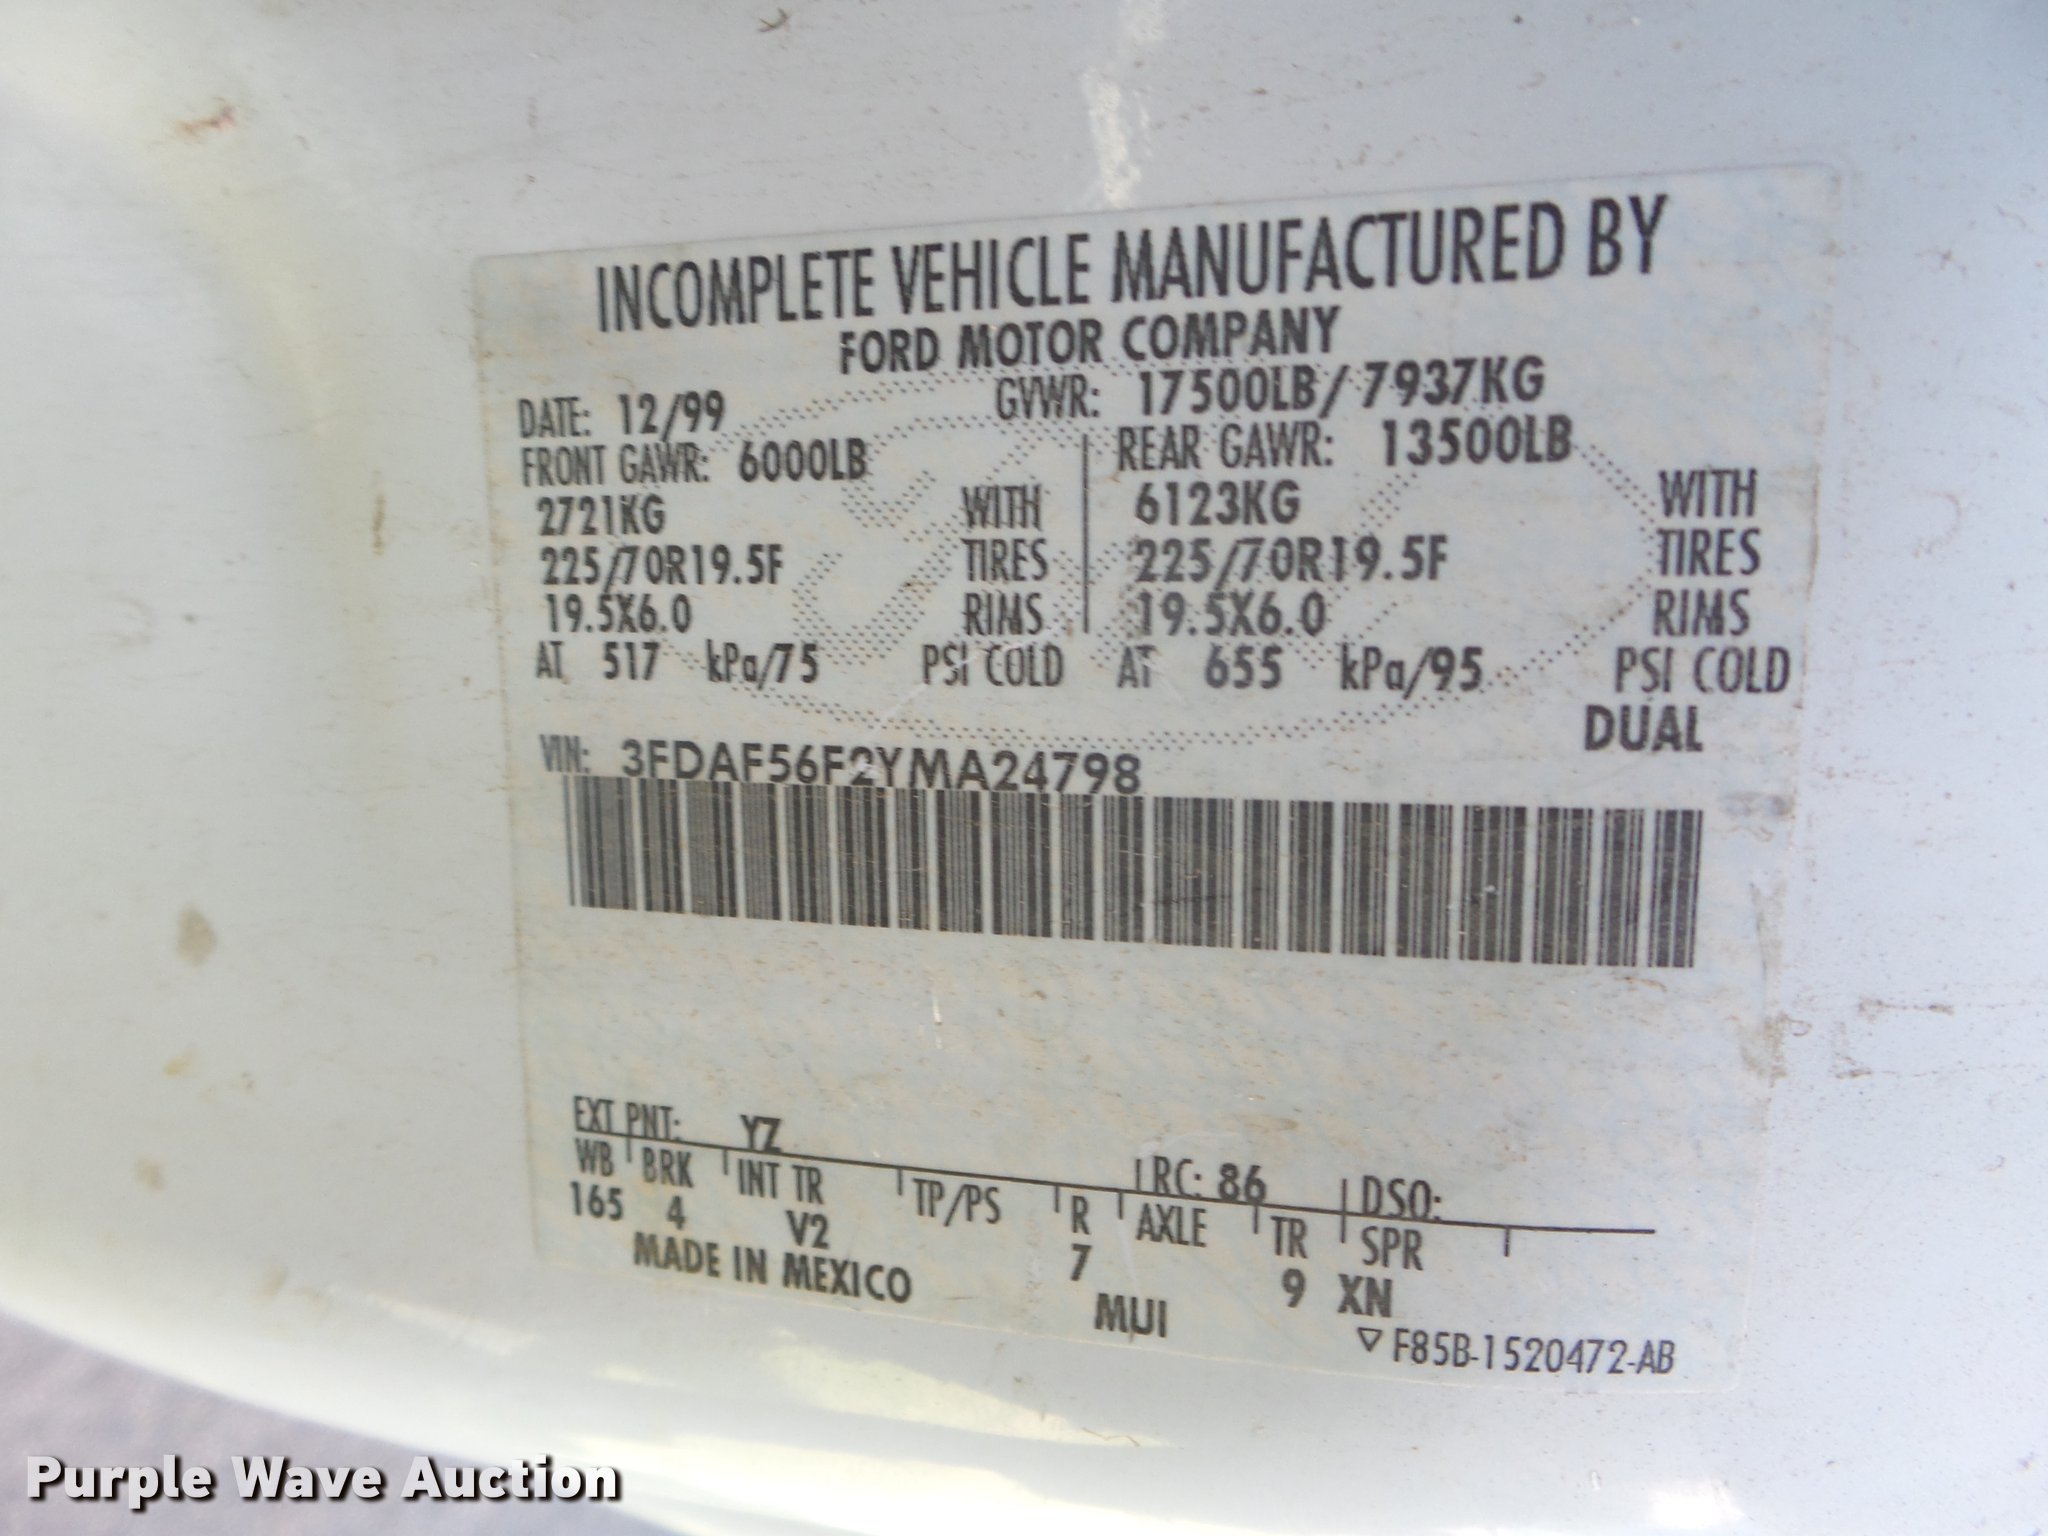 INCOMPLETE VEHICLE MANUFACTURED BY
FORD MOTOR COMPANY
DATE: 12/99 GVWR: 17500LB/7937KG
FRONT GAWR: 6000LB REAR GAWR: 13500LB
2721KG WITH 6123KG WITH
225/70R19.5F TIRES 225/70R19.5F TIRES
19.5X6.0 RIMS 19.5X6.0 RIMS
AT 517 kPa/75 PSI COLD AT 655 kPa/95 PSI COLD
DUAL
VIN: 3FDAF56F2YMA24798
EXT PNT: YZ RC: 86 DSO:
WB BRK INT TR TP/PS R AXLE TR SPR
165 4 V2 7 9 XN
MADE IN MEXICO MUI
▽ F85B-1520472-AB
Purple Wave Auction